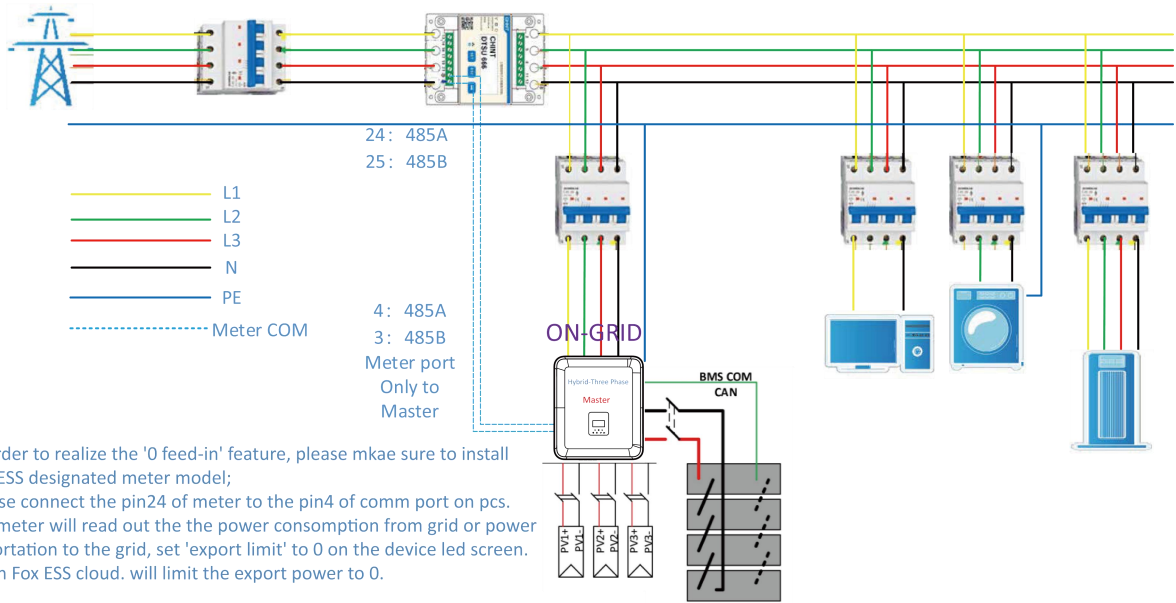 CHINT
DTSU 666
24: 485A
25: 485B
L1
L2
L3
N
PE
Meter COM
4: 485A
3: 485B
Meter port
Only to
Master
ON-GRID
Hybrid-Three Phase
Master
BMS COM
CAN
PV1+
PV1-
PV2+
PV2-
PV3+
PV3-
rder to realize the '0 feed-in' feature, please mkae sure to install
ESS designated meter model;
se connect the pin24 of meter to the pin4 of comm port on pcs.
meter will read out the the power consomption from grid or power
ortation to the grid, set 'export limit' to 0 on the device led screen.
n Fox ESS cloud. will limit the export power to 0.